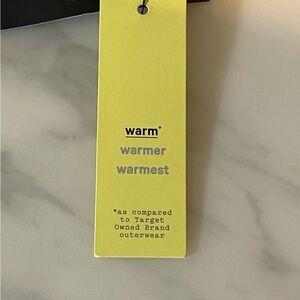 warm*
warmer
warmest
*as compared
to Target
Owned Brand
outerwear